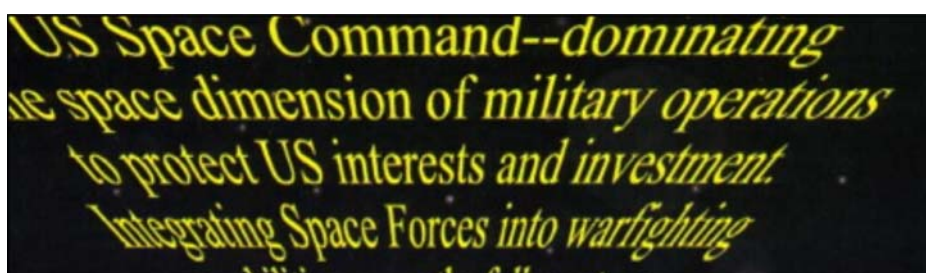 US Space Command--dominating
space dimension of military operations
to protect US interests and investment.
Integrating Space Forces into warfighting